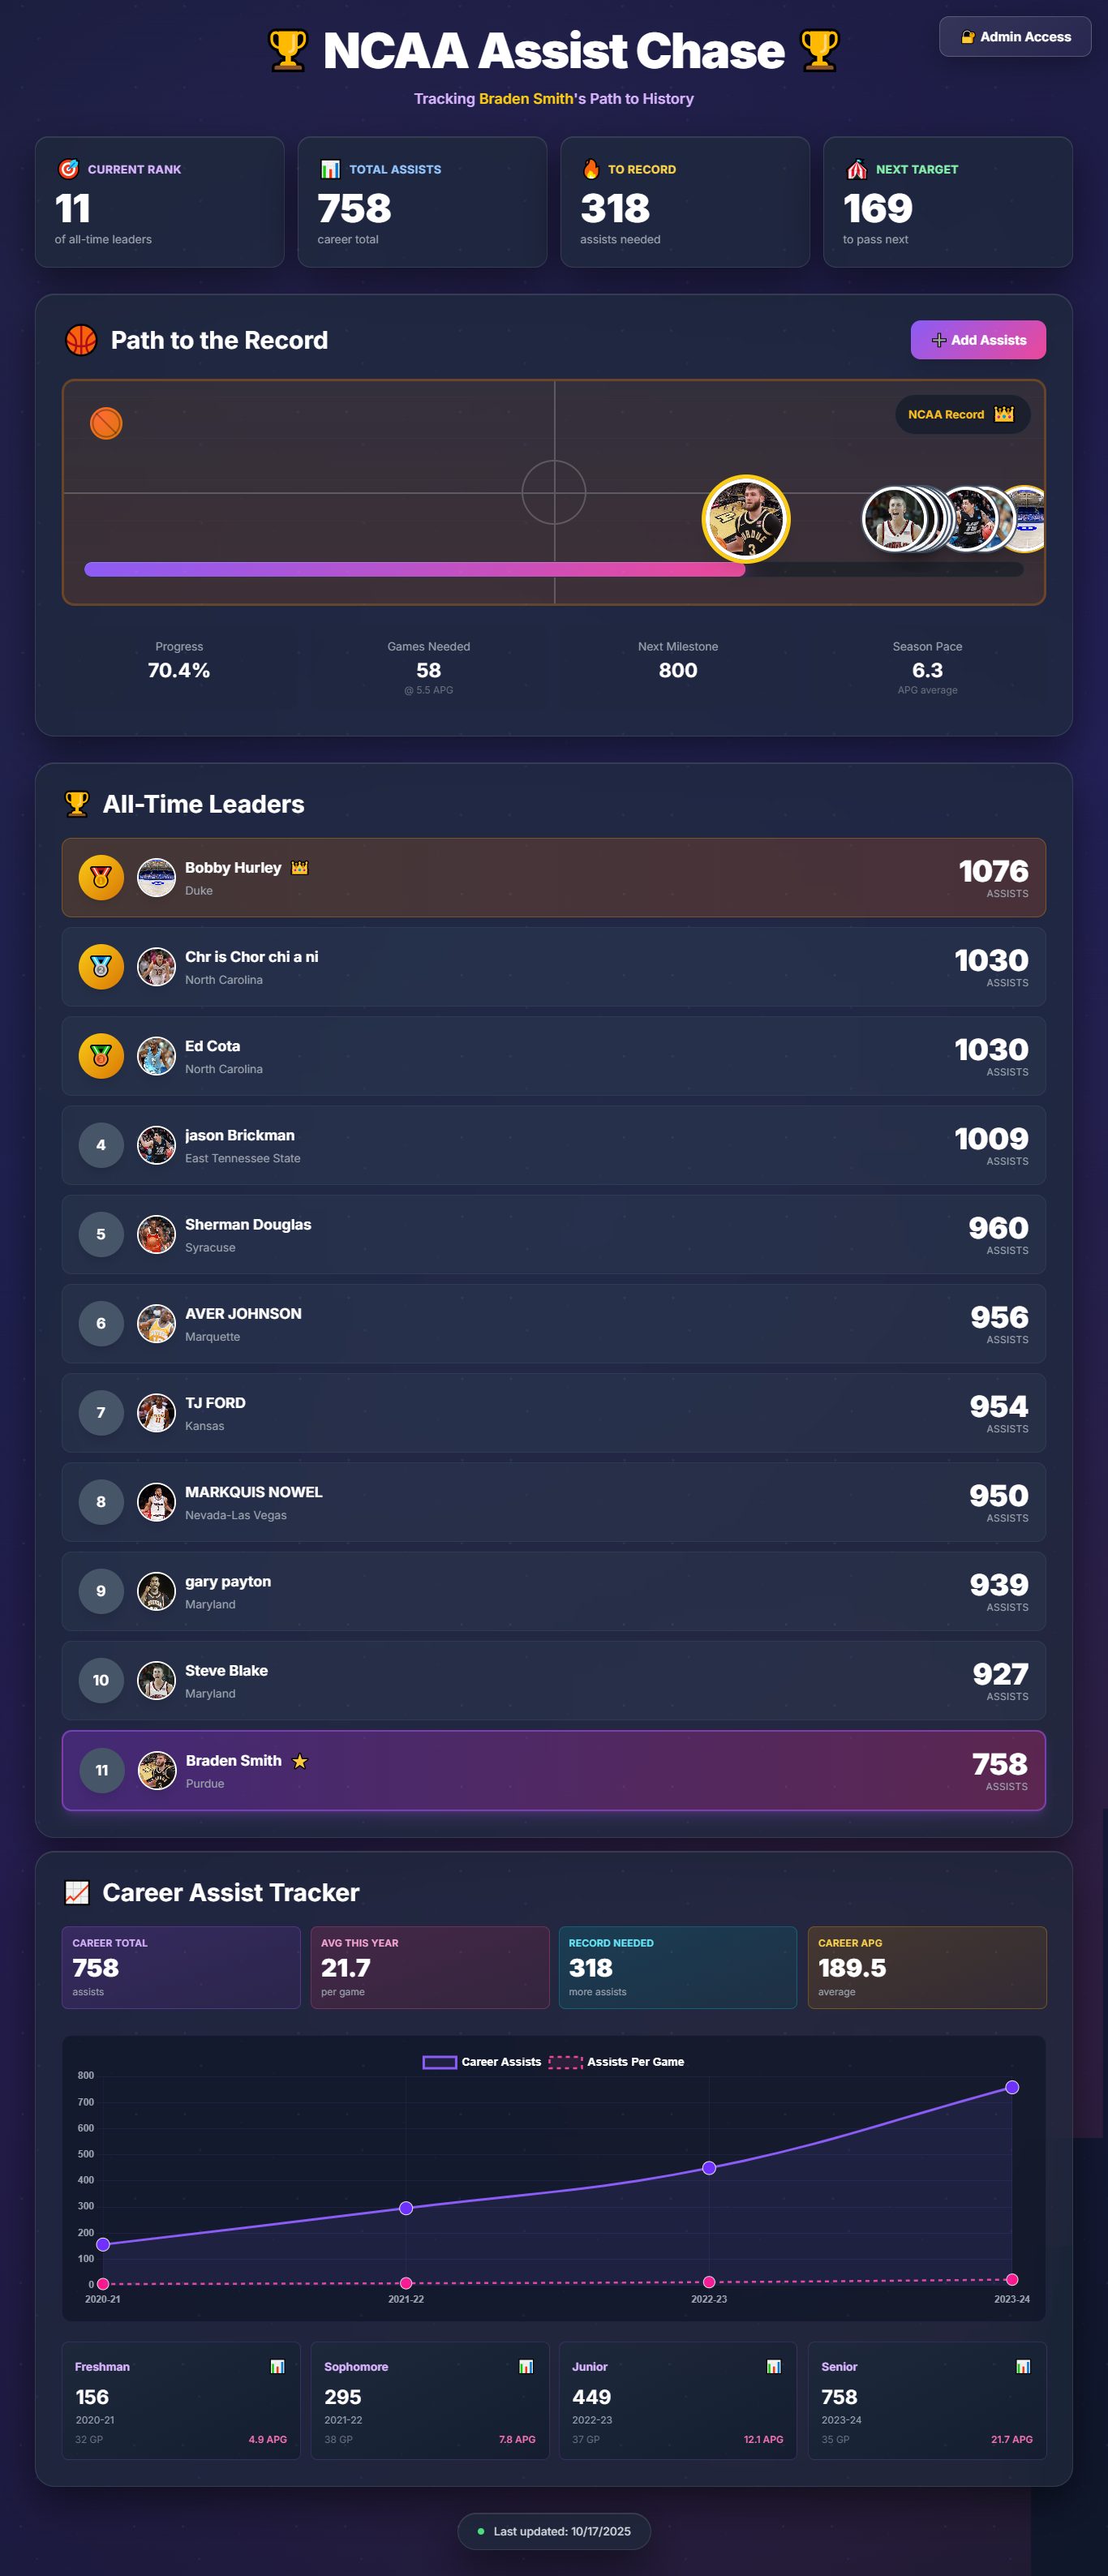 NCAA Assist Chase
Admin Access
Tracking Braden Smith's Path to History
CURRENT RANK
11
of all-time leaders
TOTAL ASSISTS
758
career total
TO RECORD
318
assists needed
NEXT TARGET
169
to pass next
Path to the Record
Add Assists
NCAA Record
Progress
70.4%
Games Needed
58
@ 5.5 APG
Next Milestone
800
Season Pace
6.3
APG average
All-Time Leaders
Bobby Hurley
Duke
1076
ASSISTS
Chr is Chor chi a ni
North Carolina
1030
ASSISTS
Ed Cota
North Carolina
1030
ASSISTS
4
jason Brickman
East Tennessee State
1009
ASSISTS
5
Sherman Douglas
Syracuse
960
ASSISTS
6
AVER JOHNSON
Marquette
956
ASSISTS
7
TJ FORD
Kansas
954
ASSISTS
8
MARKQUIS NOWEL
Nevada-Las Vegas
950
ASSISTS
9
gary payton
Maryland
939
ASSISTS
10
Steve Blake
Maryland
927
ASSISTS
11
Braden Smith
Purdue
758
ASSISTS
Career Assist Tracker
CAREER TOTAL
758
assists
AVG THIS YEAR
21.7
per game
RECORD NEEDED
318
more assists
CAREER APG
189.5
average
Career Assists
Assists Per Game
800
700
600
500
400
300
200
100
0
2020-21
2021-22
2022-23
2023-24
Freshman
156
2020-21
32 GP
4.9 APG
Sophomore
295
2021-22
38 GP
7.8 APG
Junior
449
2022-23
37 GP
12.1 APG
Senior
758
2023-24
35 GP
21.7 APG
Last updated: 10/17/2025